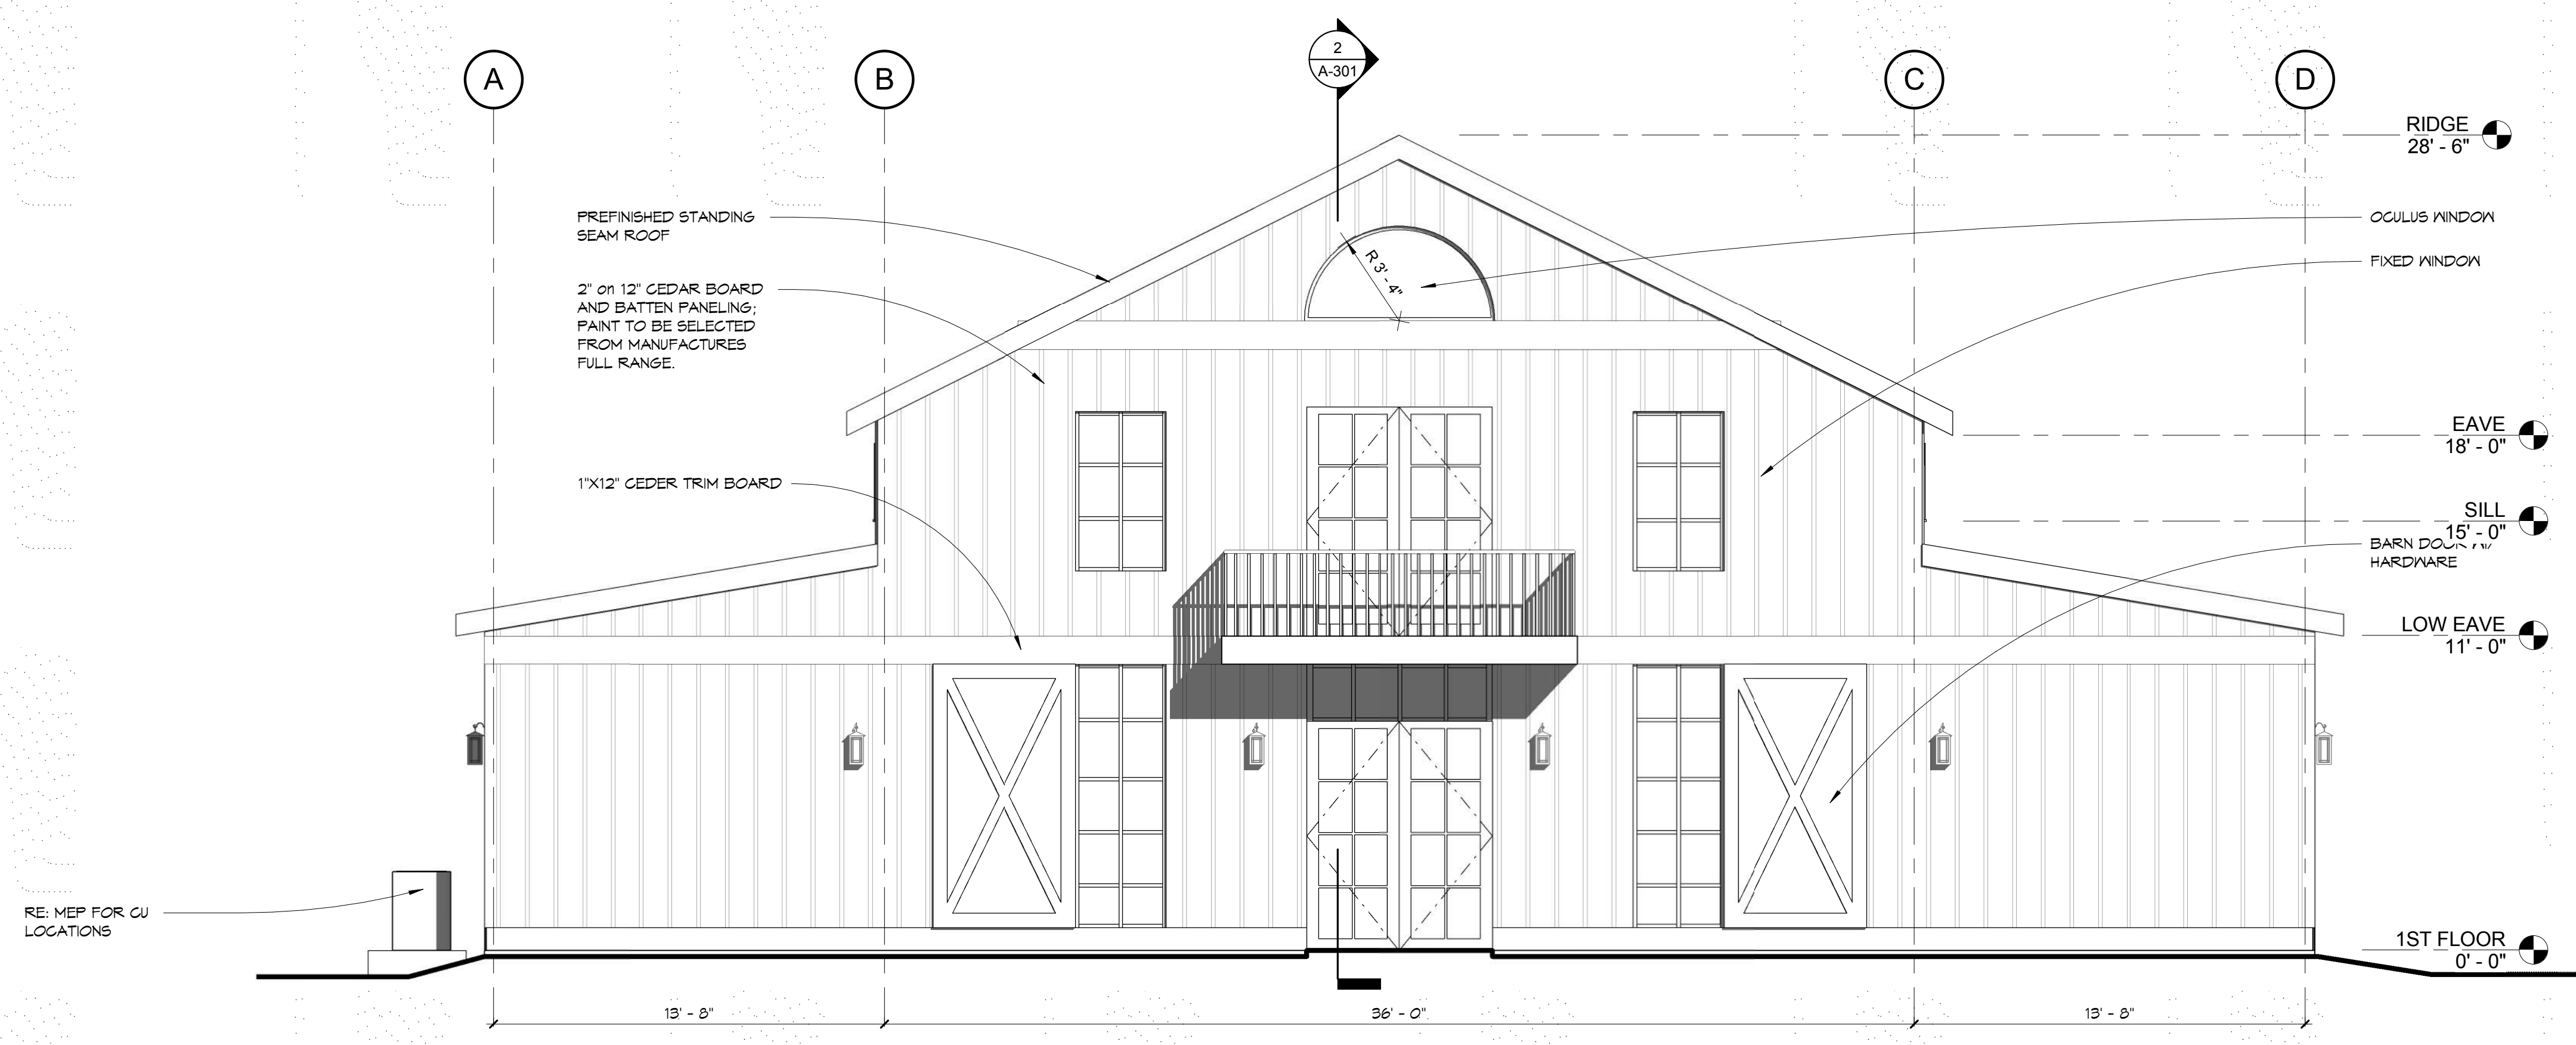 A
B
2
A-301
C
D
RIDGE
28' - 6"
PREFINISHED STANDING
SEAM ROOF
OCULUS WINDOW
FIXED WINDOW
R 3' - 4"
2" on 12" CEDAR BOARD
AND BATTEN PANELING;
PAINT TO BE SELECTED
FROM MANUFACTURES
FULL RANGE.
EAVE
18' - 0"
1"X12" CEDER TRIM BOARD
SILL
15' - 0"
BARN
HARDWARE
LOW EAVE
11' - 0"
RE: MEP FOR CU
LOCATIONS
1ST FLOOR
0' - 0"
13' - 8"
36' - 0"
13' - 8"